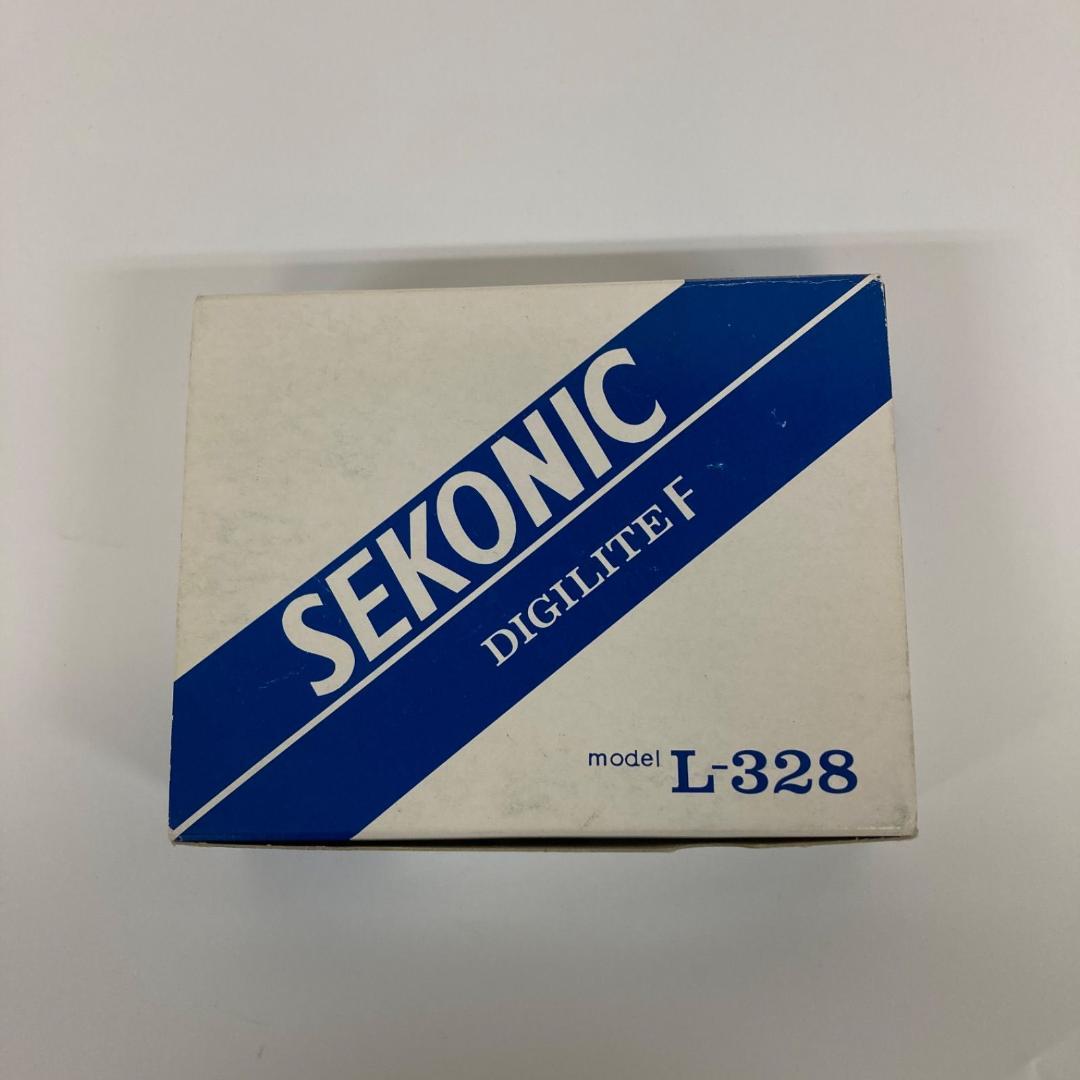 SEKONIC
DIGILITE F
model L-328